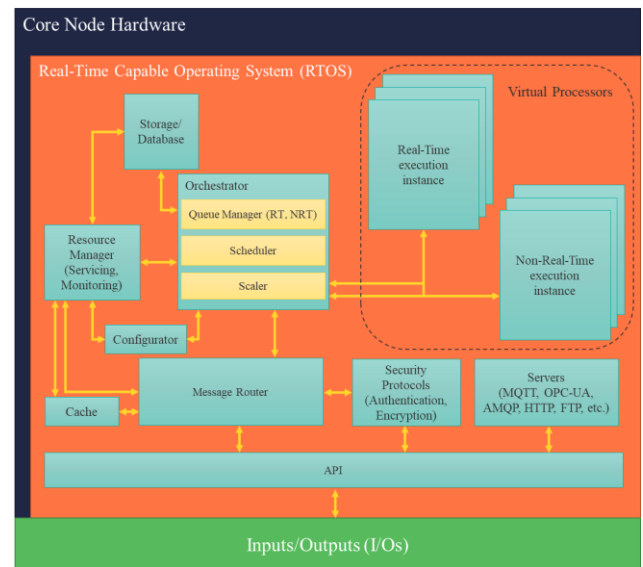 Core Node Hardware
Real-Time Capable Operating System (RTOS)
Virtual Processors
Storage/
Database
Real-Time
execution
instance
Orchestrator
Queue Manager (RT, NRT)
Scheduler
Scaler
Resource
Manager
(Servicing,
Monitoring)
Non-Real-Time
execution
instance
Configurator
Message Router
Cache
Security
Protocols
(Authentication,
Encryption)
Servers
(MQTT, OPC-UA,
AMQP, HTTP, FTP, etc.)
API
Inputs/Outputs (I/Os)